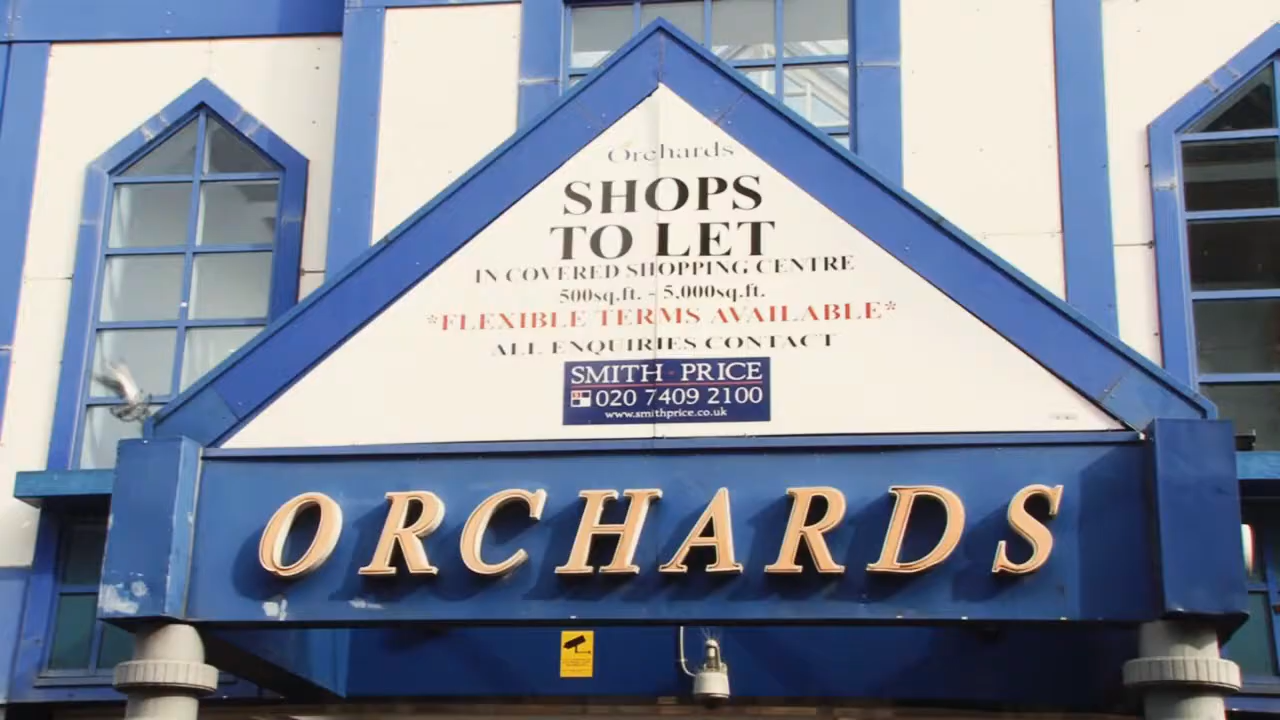 Orchards
SHOPS
TO LET
IN COVERED SHOPPING CENTRE
500sq.ft. - 5,000sq.ft.
*FLEXIBLE TERMS AVAILABLE*
ALL ENQUIRIES CONTACT
SMITH PRICE
020 7409 2100
www.smithprice.co.uk
ORCHARDS